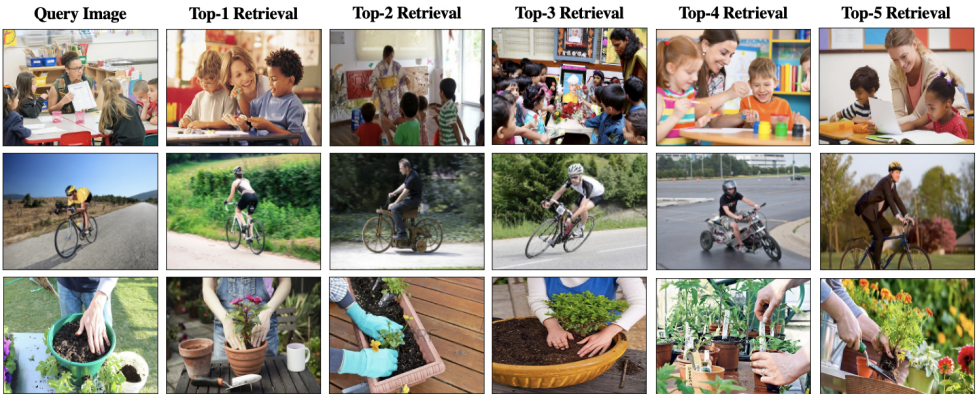 Query Image
Top-1 Retrieval
Top-2 Retrieval
Top-3 Retrieval
Top-4 Retrieval
Top-5 Retrieval